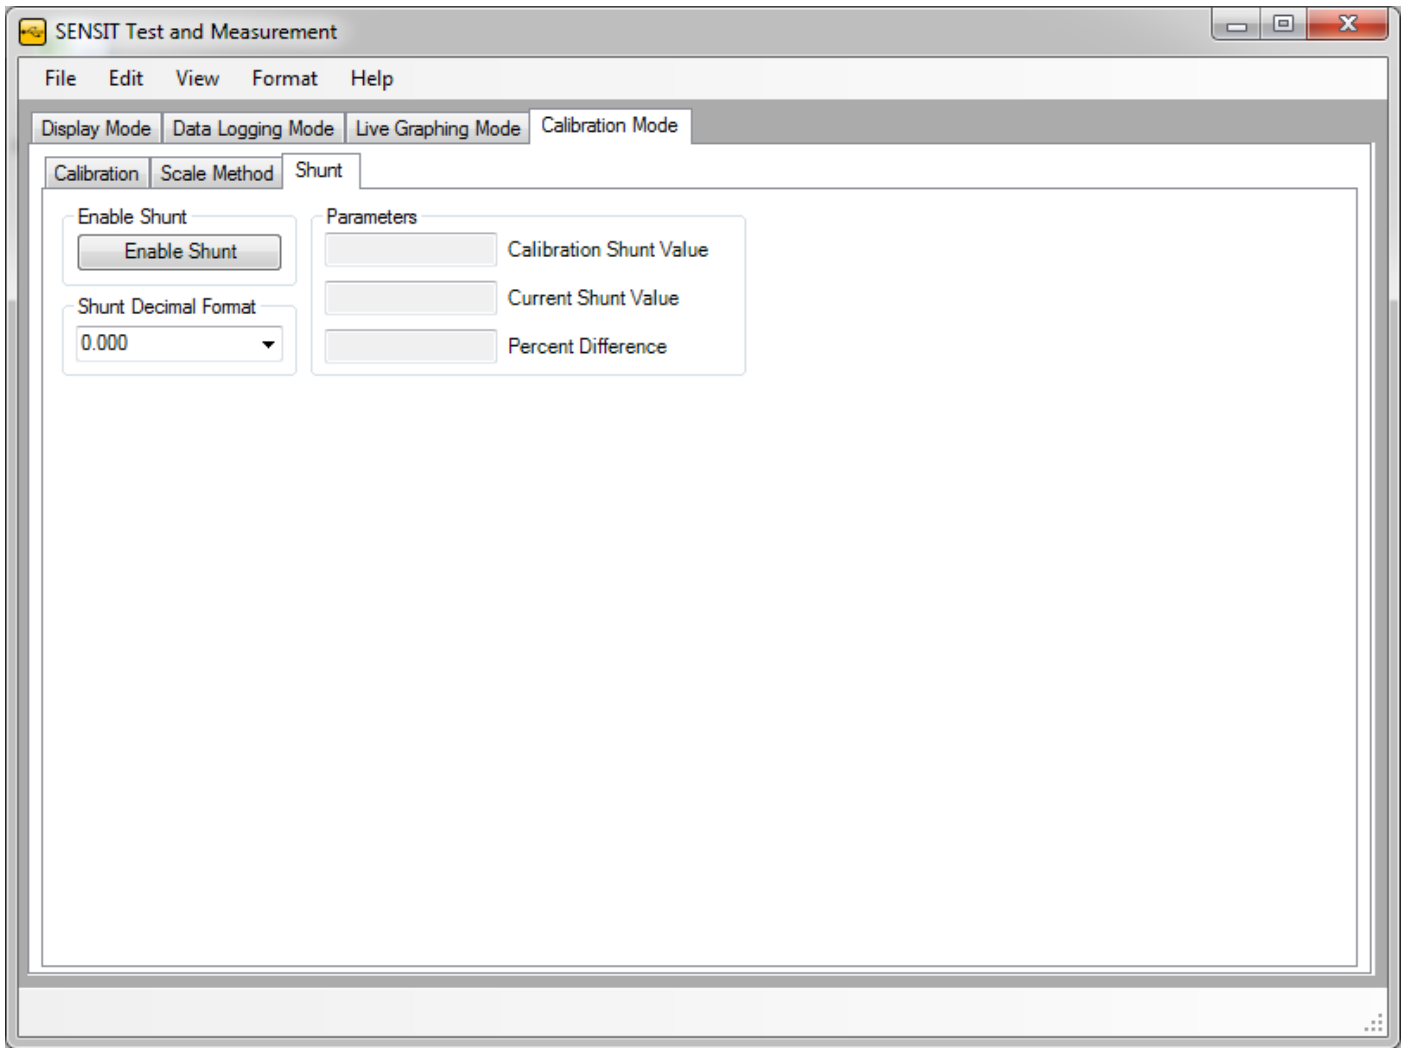 SENSIT Test and Measurement
File Edit View Format Help
Display Mode Data Logging Mode Live Graphing Mode Calibration Mode
Calibration Scale Method Shunt
Enable Shunt
Enable Shunt
Shunt Decimal Format
0.000
Parameters
Calibration Shunt Value
Current Shunt Value
Percent Difference